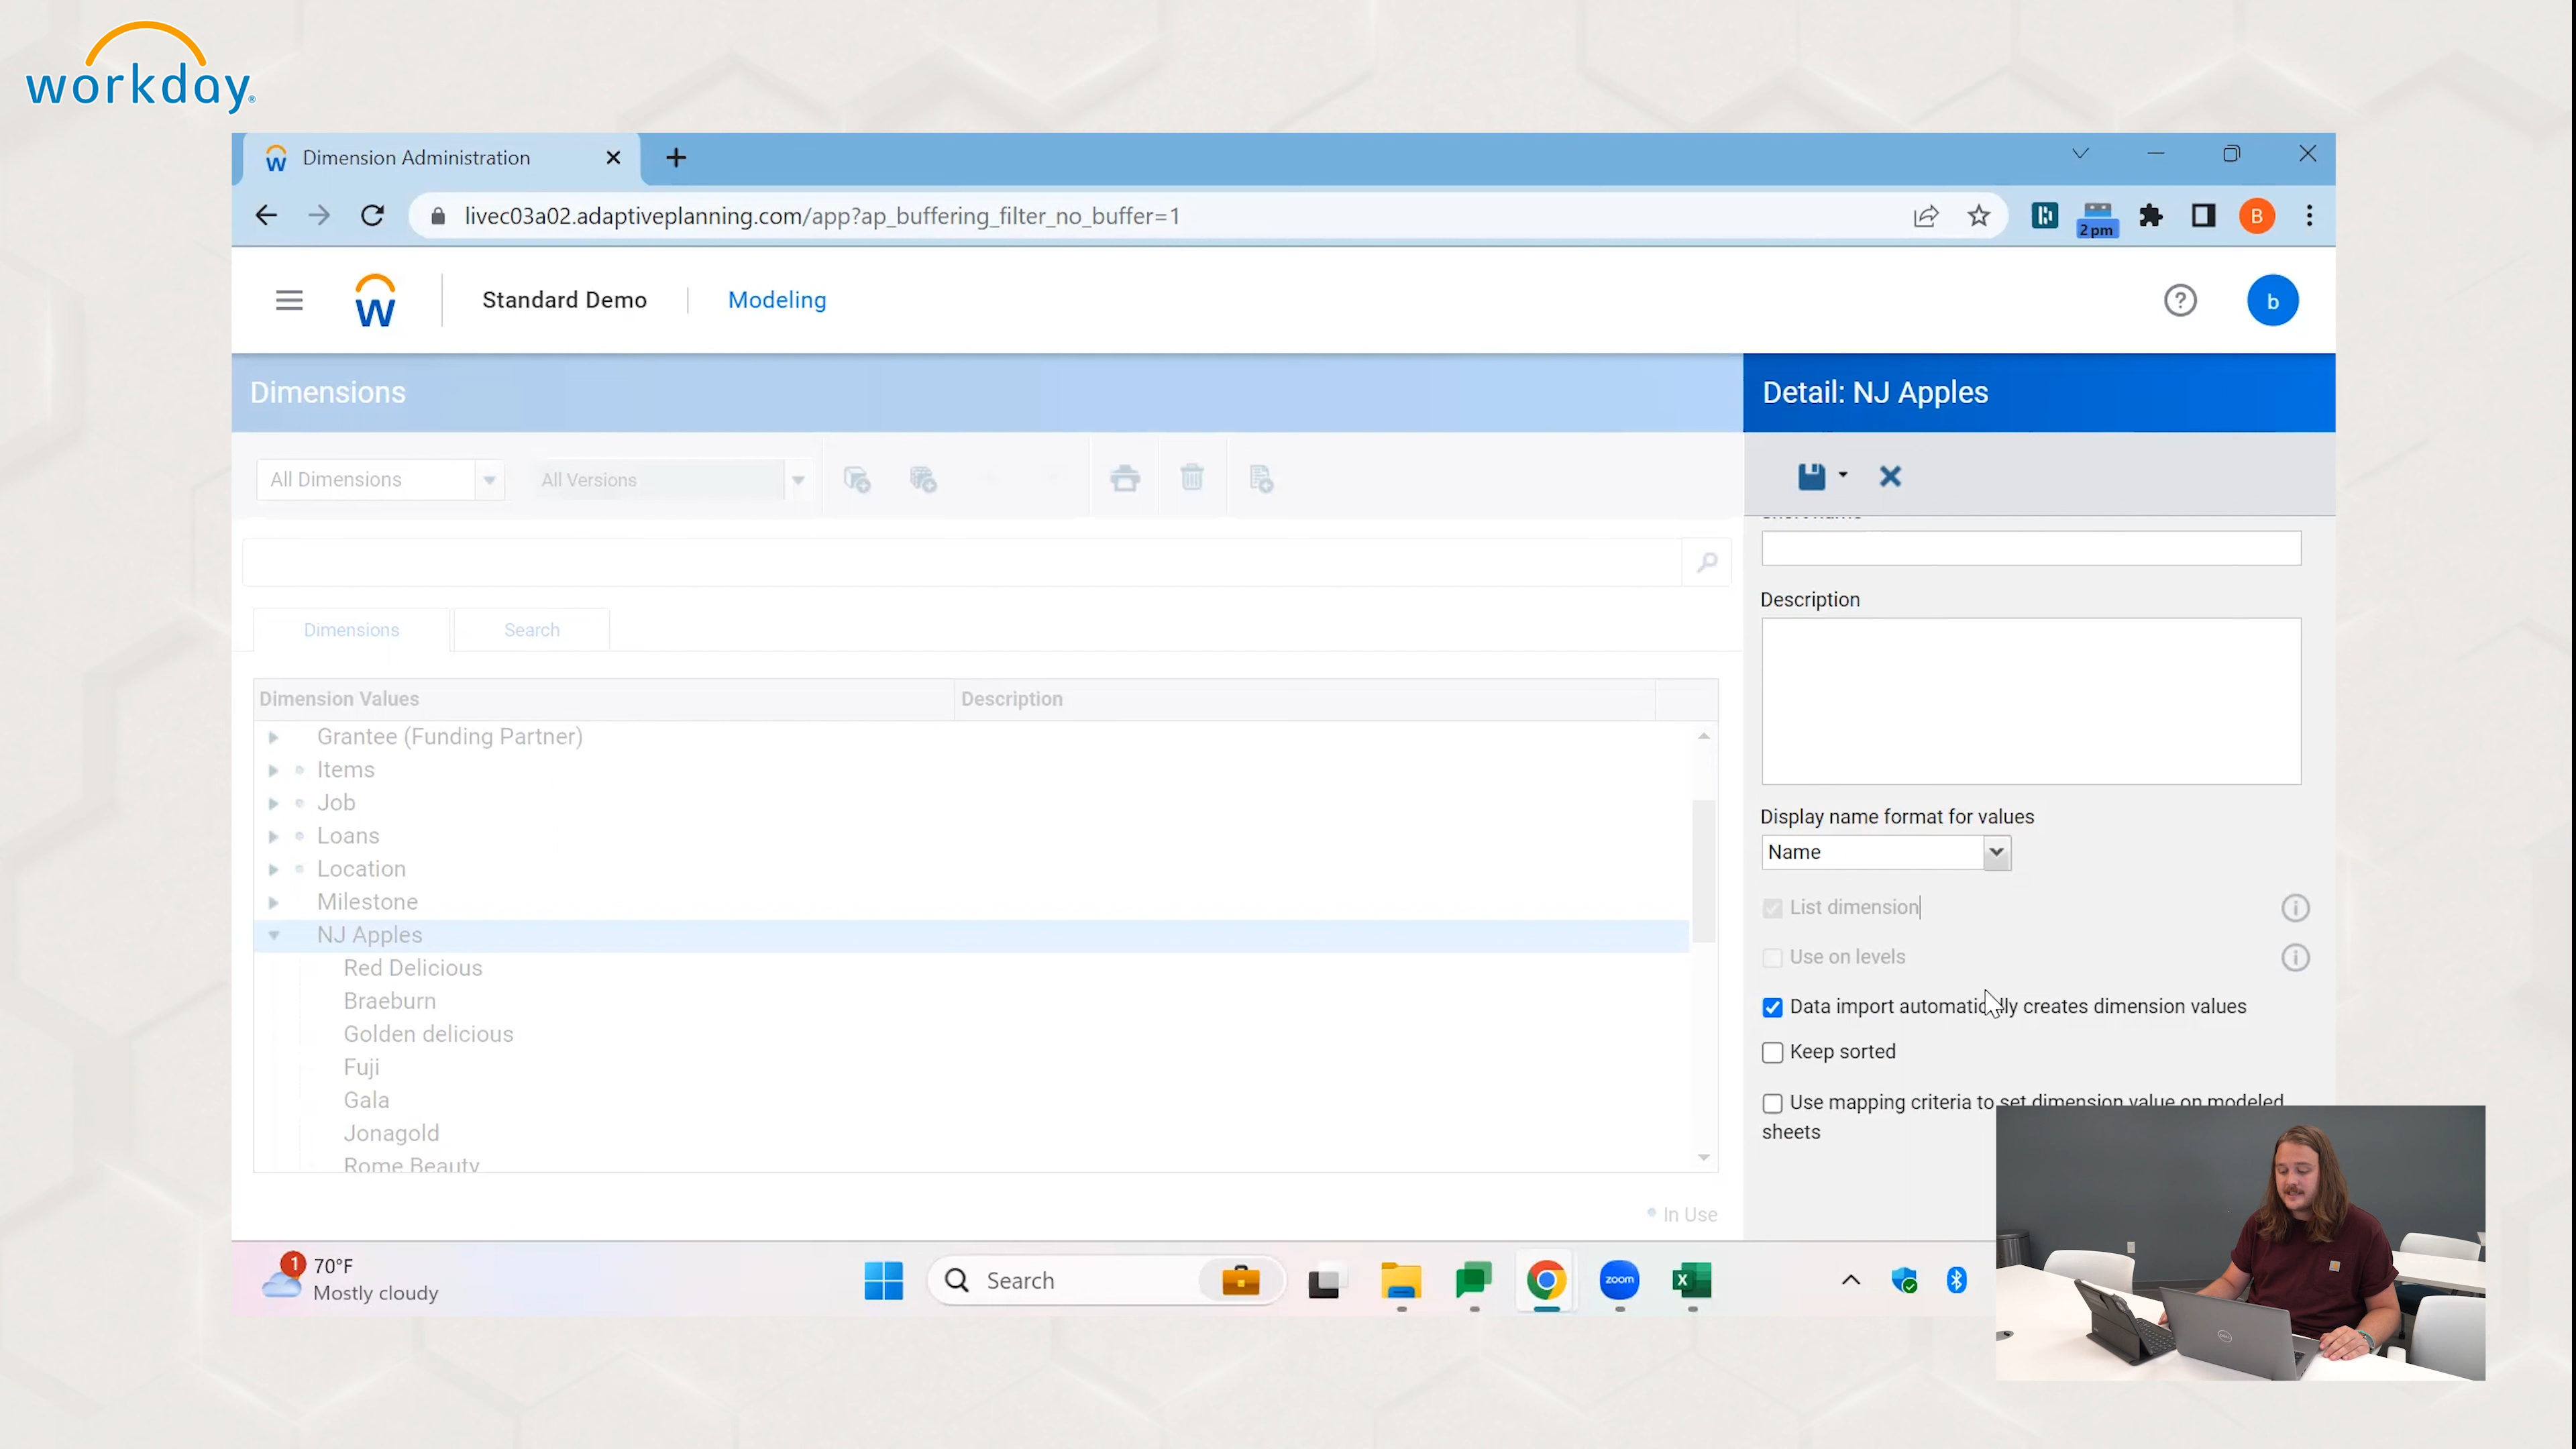 workday
Dimension Administration
livec03a02.adaptiveplanning.com/app?ap_buffering_filter_no_buffer=1
2 pm
B
W
Standard Demo
Modeling
b
Dimensions
Detail: NJ Apples
All Dimensions
All Versions
Description
Dimensions
Search
Dimension Values
Description
Grantee (Funding Partner)
Items
Job
Loans
Location
Milestone
NJ Apples
Red Delicious
Braeburn
Golden delicious
Fuji
Gala
Jonagold
Rome Beauty
In Use
Display name format for values
Name
List dimension
Use on levels
Data import automatically creates dimension values
Keep sorted
Use mapping criteria to set dimension value on modeled
sheets
1
70°F
Mostly cloudy
Search
zoom